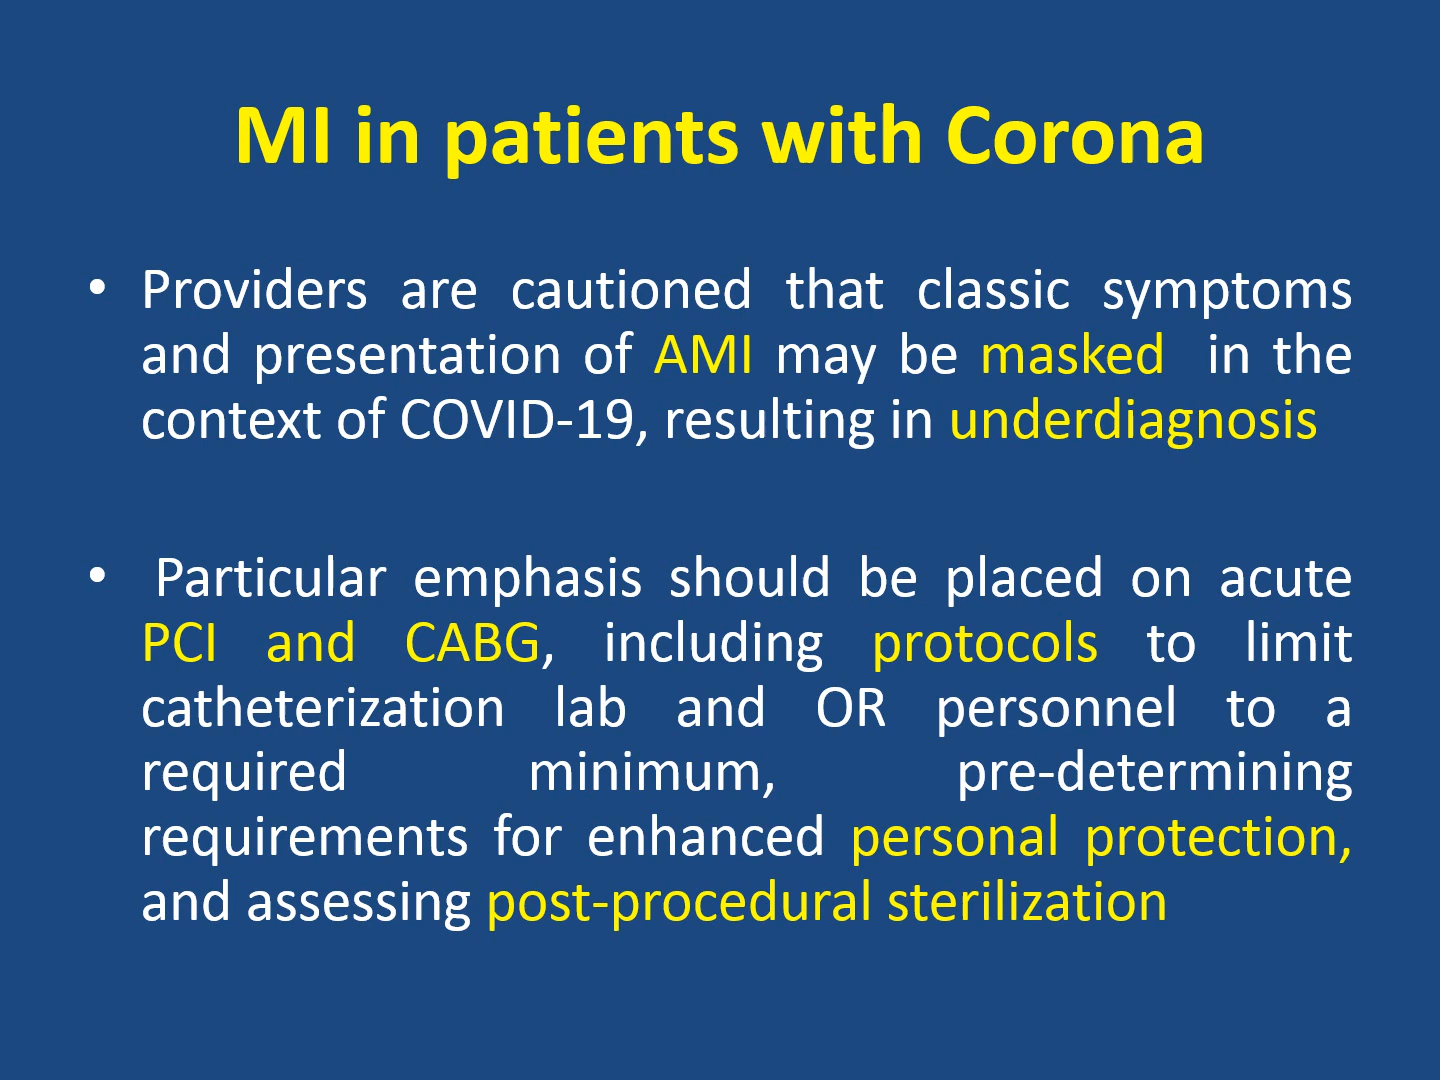 MI in patients with Corona
• Providers are cautioned that classic symptoms
and presentation of AMI may be masked in the
context of COVID-19, resulting in underdiagnosis
• Particular emphasis should be placed on acute
PCI and CABG, including protocols to limit
catheterization lab and OR personnel to a
required minimum, pre-determining
requirements for enhanced personal protection,
and assessing post-procedural sterilization